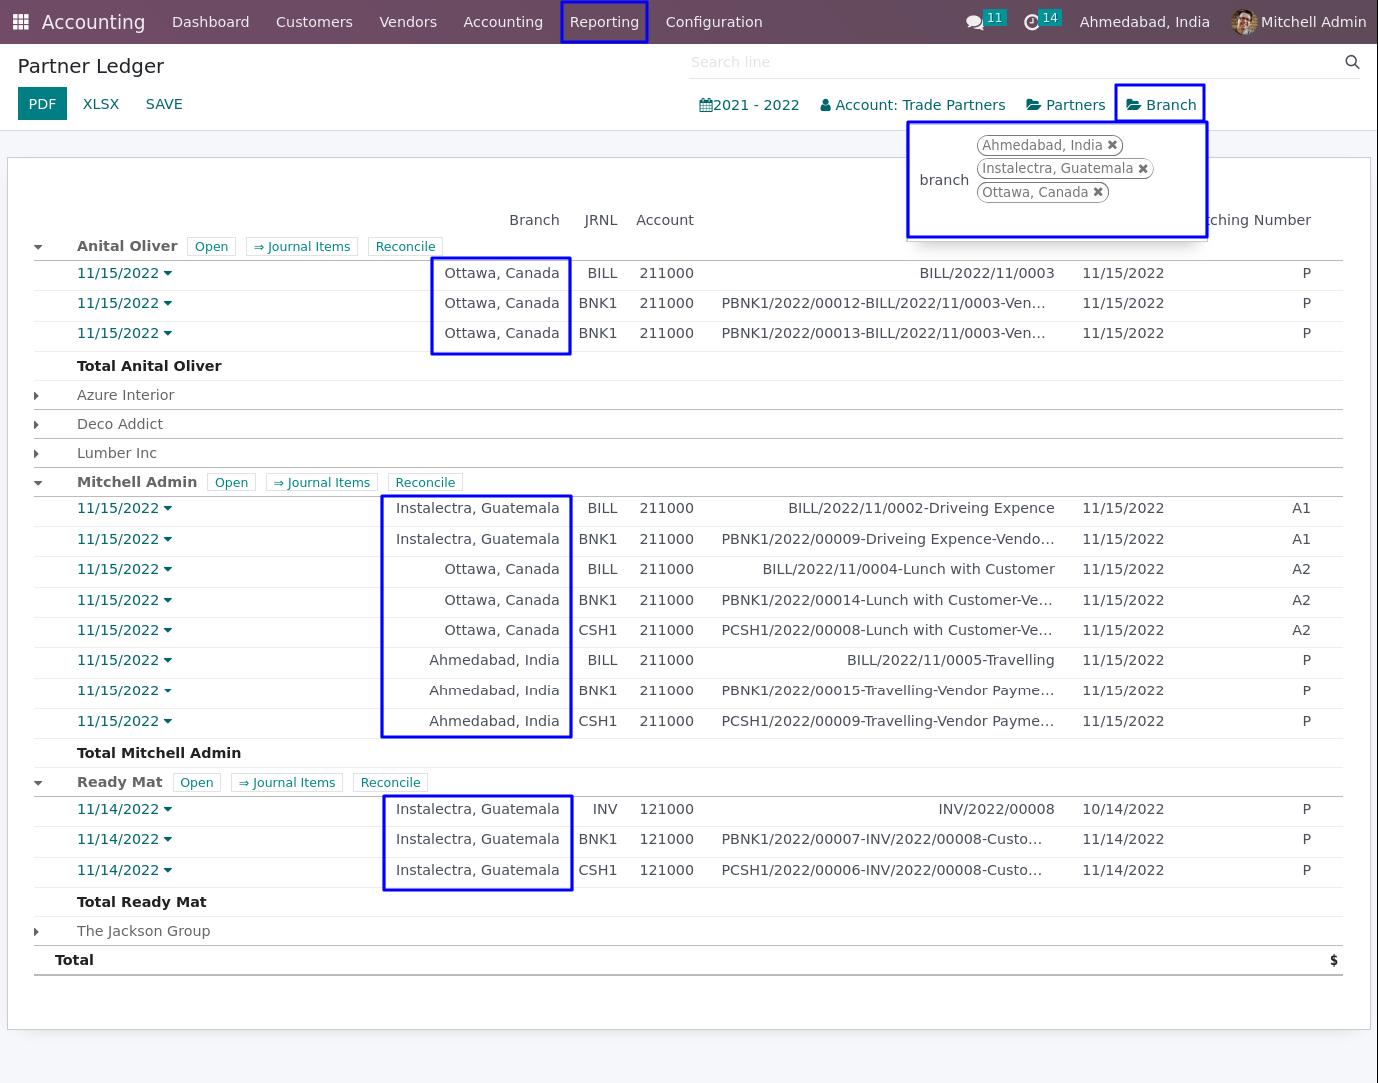 Accounting Dashboard Customers Vendors Accounting Reporting Configuration 11 14 Ahmedabad, India Mitchell Admin
Partner Ledger
Search line
PDF XLSX SAVE
2021 - 2022 Account: Trade Partners Partners Branch
branch
Ahmedabad, India ✖
Instalectra, Guatemala ✖
Ottawa, Canada ✖
Branch JRNL Account ching Number
Anital Oliver Open ⇒ Journal Items Reconcile
11/15/2022 Ottawa, Canada BILL 211000 BILL/2022/11/0003 11/15/2022 P
11/15/2022 Ottawa, Canada BNK1 211000 PBNK1/2022/00012-BILL/2022/11/0003-Ven... 11/15/2022 P
11/15/2022 Ottawa, Canada BNK1 211000 PBNK1/2022/00013-BILL/2022/11/0003-Ven... 11/15/2022 P
Total Anital Oliver
Azure Interior
Deco Addict
Lumber Inc
Mitchell Admin Open ⇒ Journal Items Reconcile
11/15/2022 Instalectra, Guatemala BILL 211000 BILL/2022/11/0002-Driveing Expence 11/15/2022 A1
11/15/2022 Instalectra, Guatemala BNK1 211000 PBNK1/2022/00009-Driveing Expence-Vendo... 11/15/2022 A1
11/15/2022 Ottawa, Canada BILL 211000 BILL/2022/11/0004-Lunch with Customer 11/15/2022 A2
11/15/2022 Ottawa, Canada BNK1 211000 PBNK1/2022/00014-Lunch with Customer-Ve... 11/15/2022 A2
11/15/2022 Ottawa, Canada CSH1 211000 PCSH1/2022/00008-Lunch with Customer-Ve... 11/15/2022 A2
11/15/2022 Ahmedabad, India BILL 211000 BILL/2022/11/0005-Travelling 11/15/2022 P
11/15/2022 Ahmedabad, India BNK1 211000 PBNK1/2022/00015-Travelling-Vendor Payme... 11/15/2022 P
11/15/2022 Ahmedabad, India CSH1 211000 PCSH1/2022/00009-Travelling-Vendor Payme... 11/15/2022 P
Total Mitchell Admin
Ready Mat Open ⇒ Journal Items Reconcile
11/14/2022 Instalectra, Guatemala INV 121000 INV/2022/00008 10/14/2022 P
11/14/2022 Instalectra, Guatemala BNK1 121000 PBNK1/2022/00007-INV/2022/00008-Custo... 11/14/2022 P
11/14/2022 Instalectra, Guatemala CSH1 121000 PCSH1/2022/00006-INV/2022/00008-Custo... 11/14/2022 P
Total Ready Mat
The Jackson Group
Total $